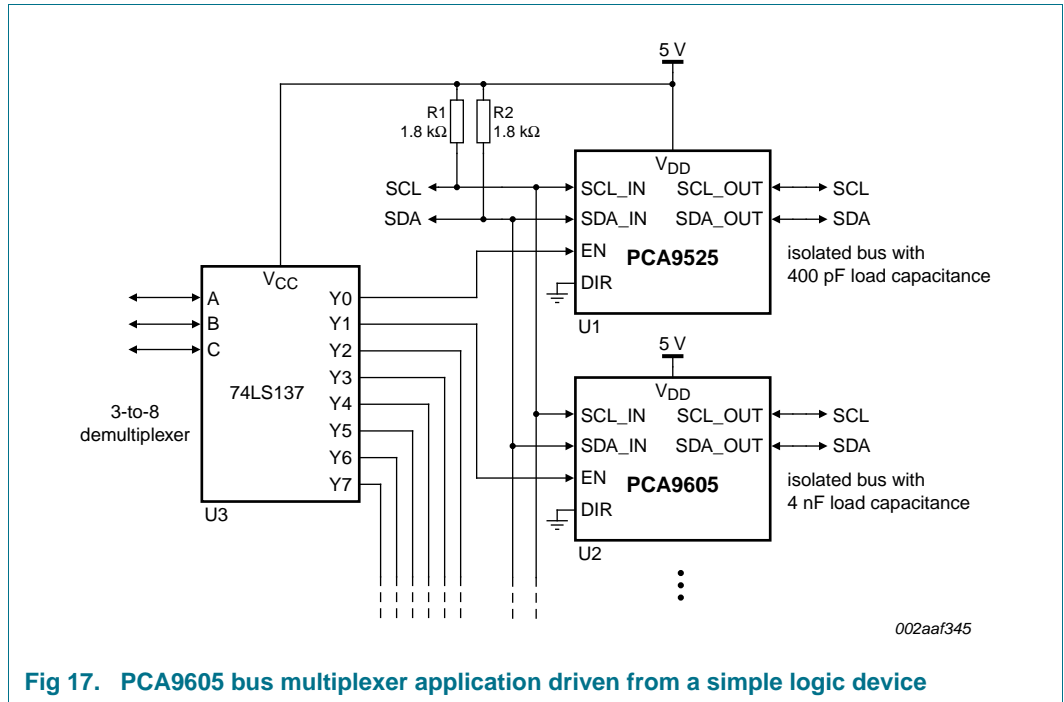 5 V
R1
1.8 kΩ
R2
1.8 kΩ
VDD
SCL
SCL_IN
SCL_OUT
SCL
SDA
SDA_IN
SDA_OUT
SDA
EN
PCA9525
DIR
isolated bus with
400 pF load capacitance
U1
VCC
A
B
C
Y0
Y1
Y2
Y3
Y4
Y5
Y6
Y7
74LS137
3-to-8
demultiplexer
U3
5 V
VDD
SCL_IN
SCL_OUT
SCL
SDA_IN
SDA_OUT
SDA
EN
PCA9605
DIR
isolated bus with
4 nF load capacitance
U2
002aaf345
Fig 17. PCA9605 bus multiplexer application driven from a simple logic device